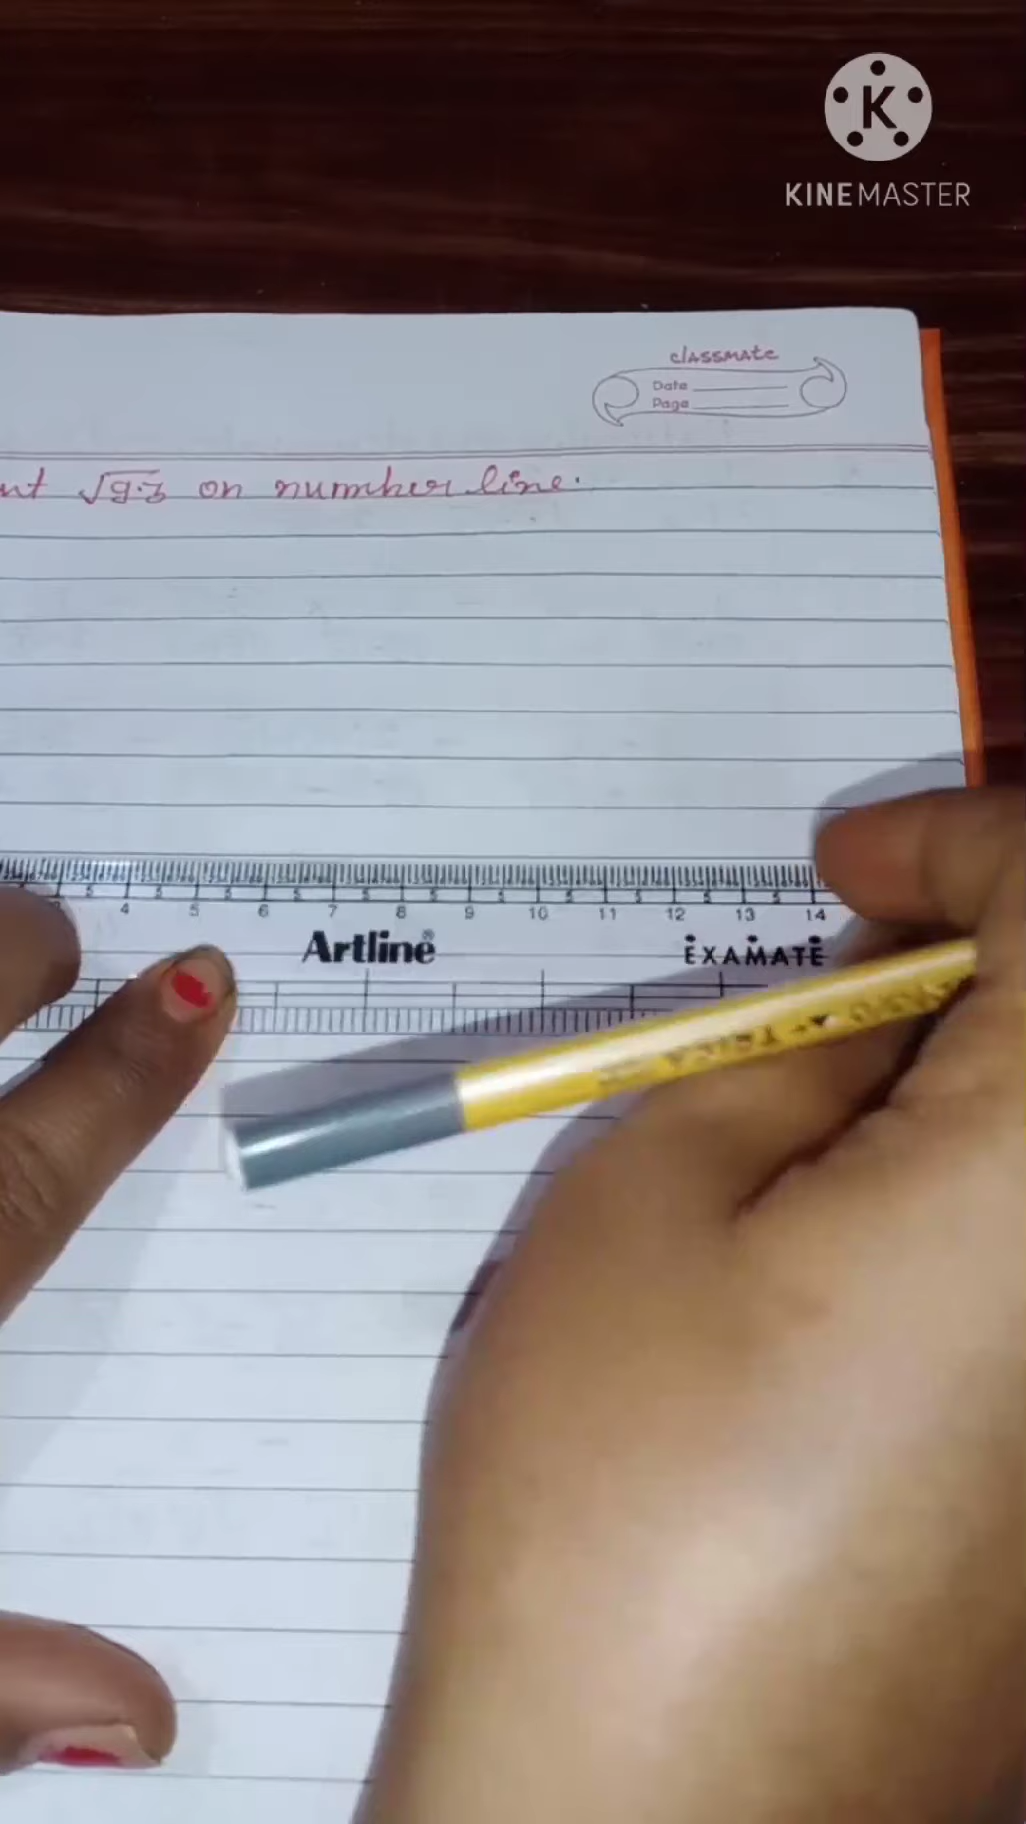 K
KINEMASTER
classmate
Date
Page
√9.3 on number line.
4 5 6 7 8 9 10 11 12 13 14
Artline®
EXAMATE